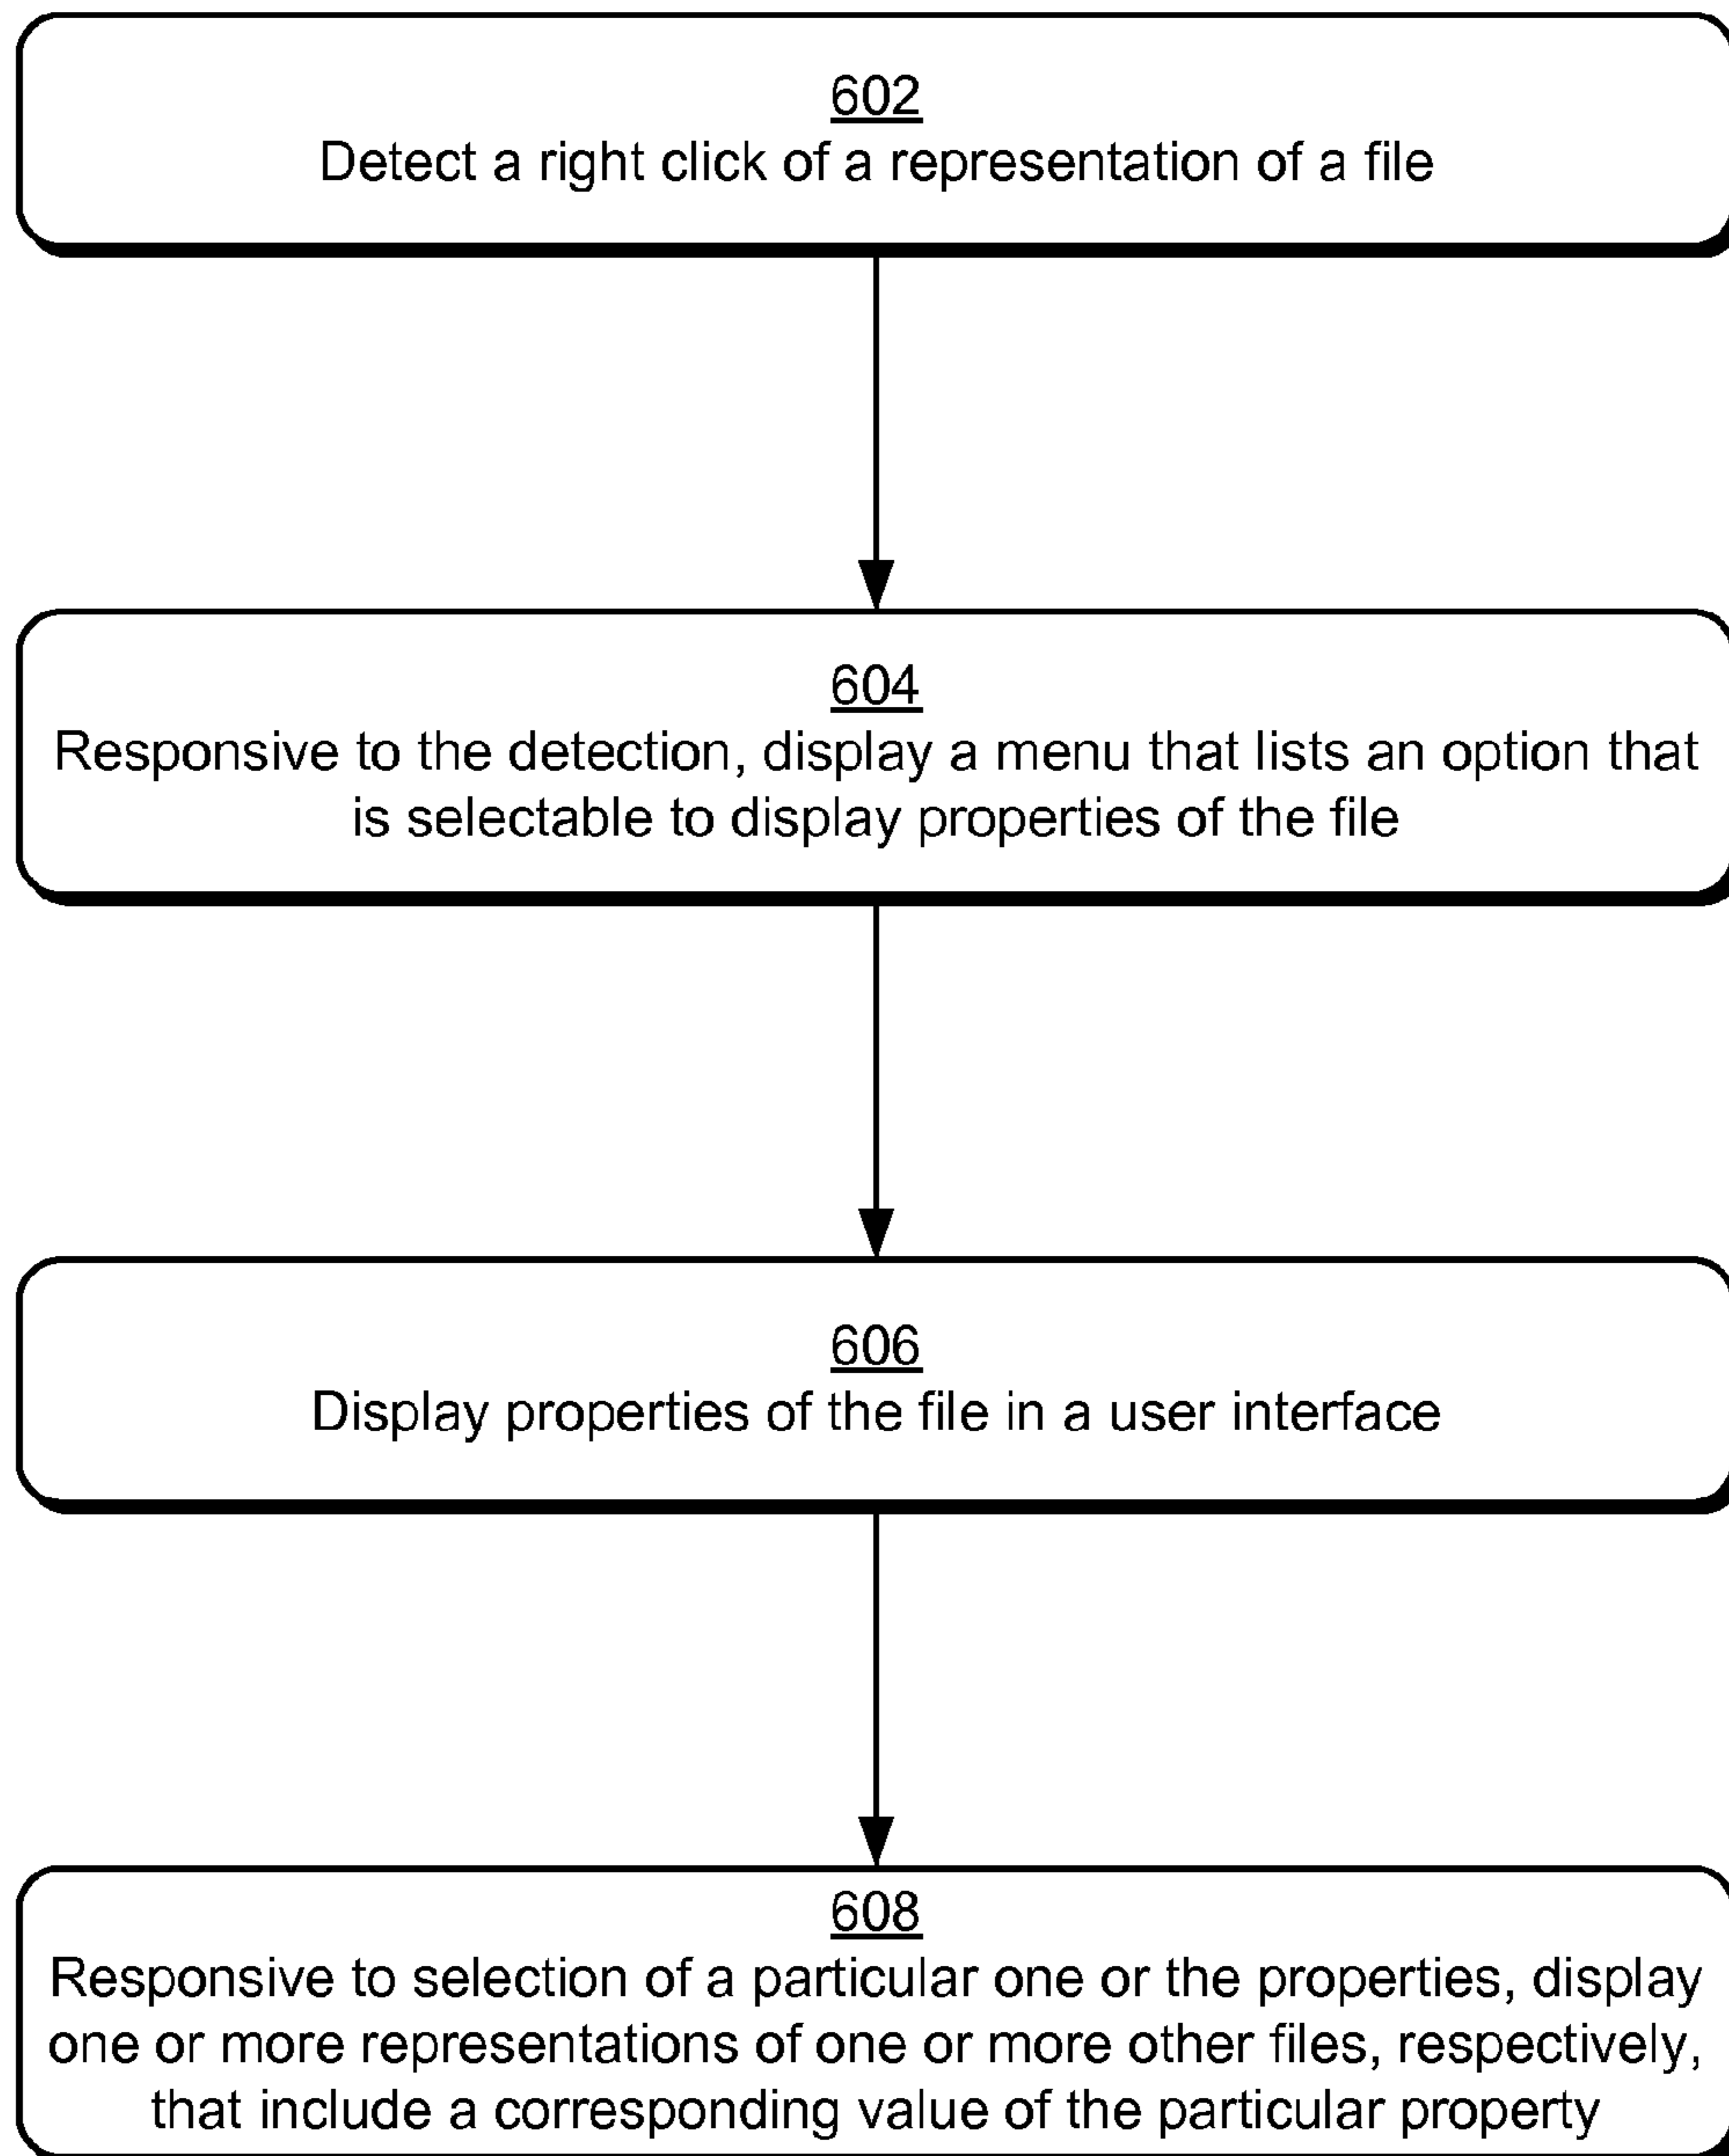 602
Detect a right click of a representation of a file
604
Responsive to the detection, display a menu that lists an option that
is selectable to display properties of the file
606
Display properties of the file in a user interface
608
Responsive to selection of a particular one or the properties, display
one or more representations of one or more other files, respectively,
that include a corresponding value of the particular property